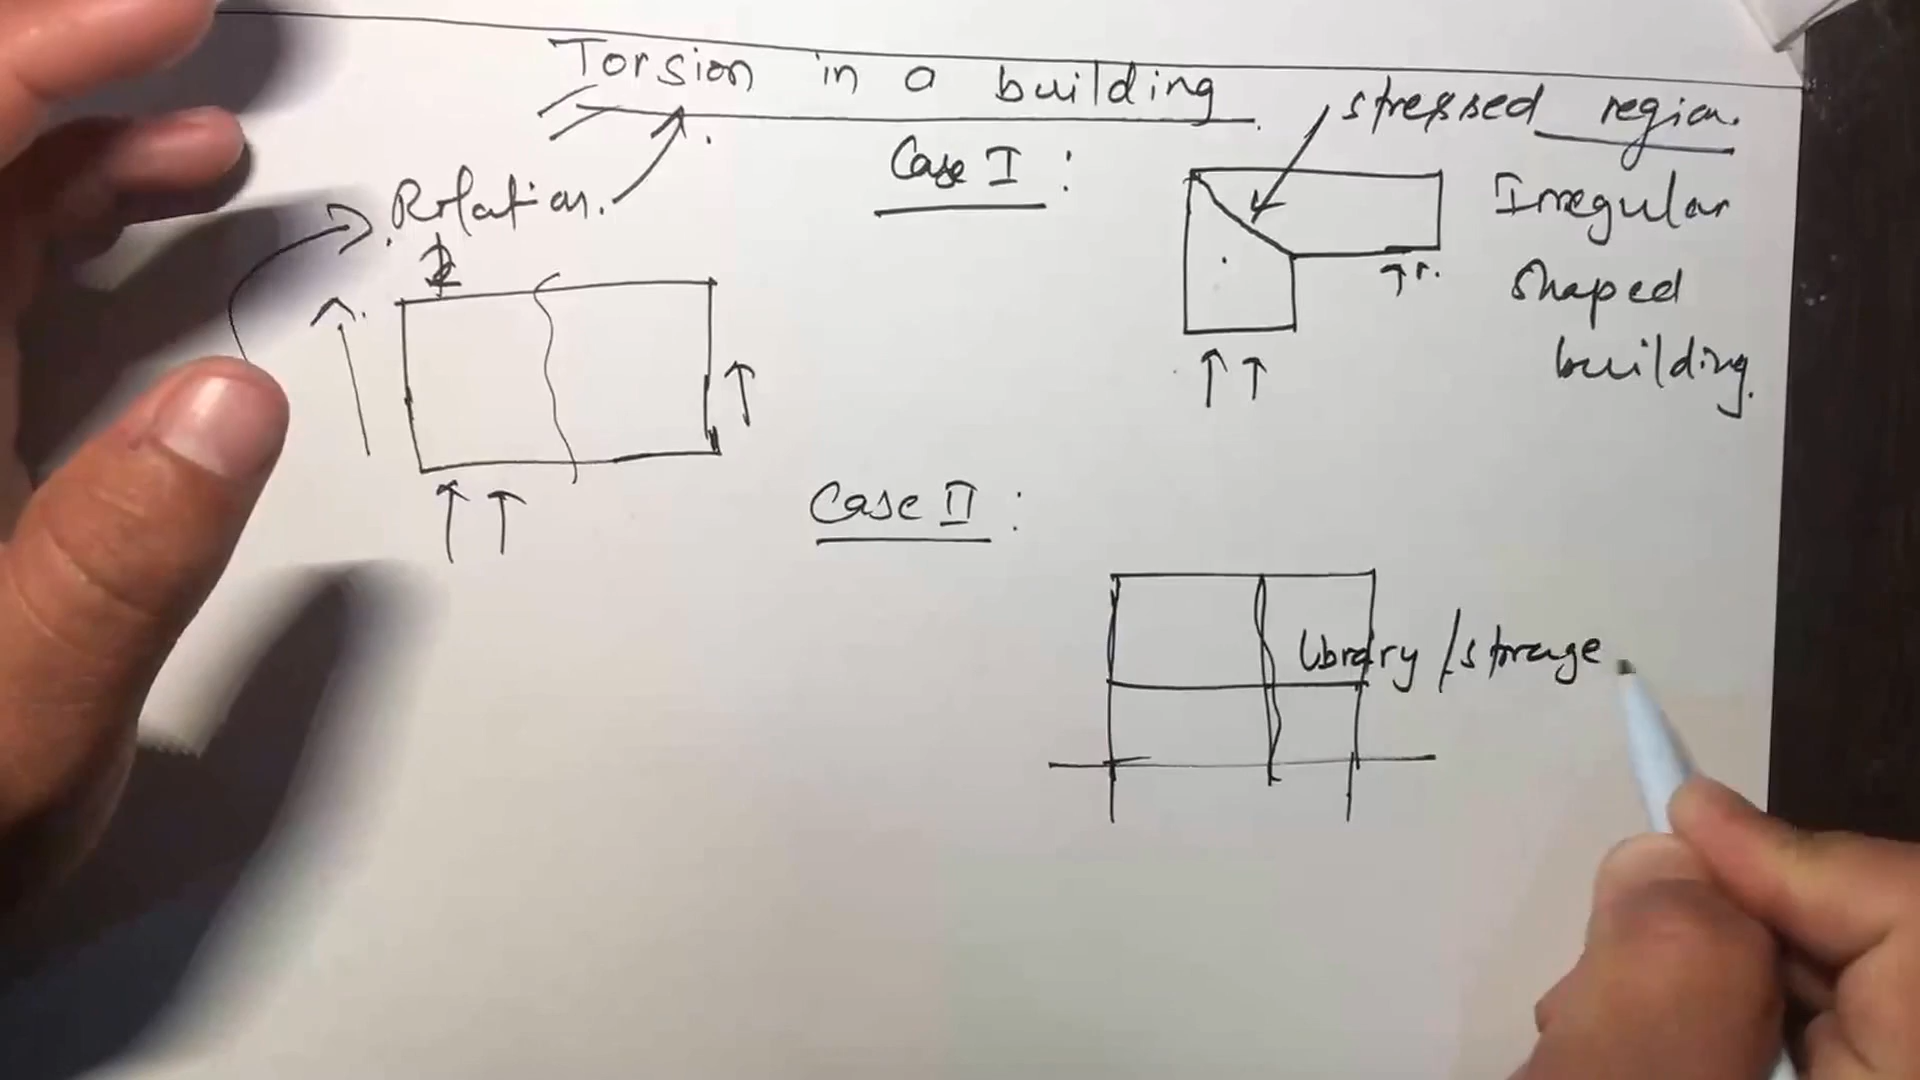 Torsion in a building.
stressed region.
Case I :
Rotation.
Irregular
shaped
building.
Case II :
library / storage